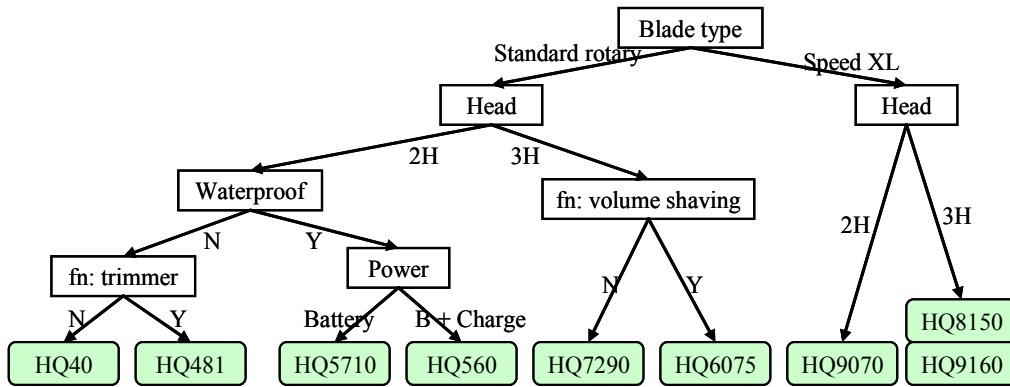 Blade type
Standard rotary
Speed XL
Head
Head
2H
3H
Waterproof
fn: volume shaving
2H
3H
N
Y
fn: trimmer
Power
N
Y
N
Y
Battery
B + Charge
HQ8150
HQ40
HQ481
HQ5710
HQ560
HQ7290
HQ6075
HQ9070
HQ9160